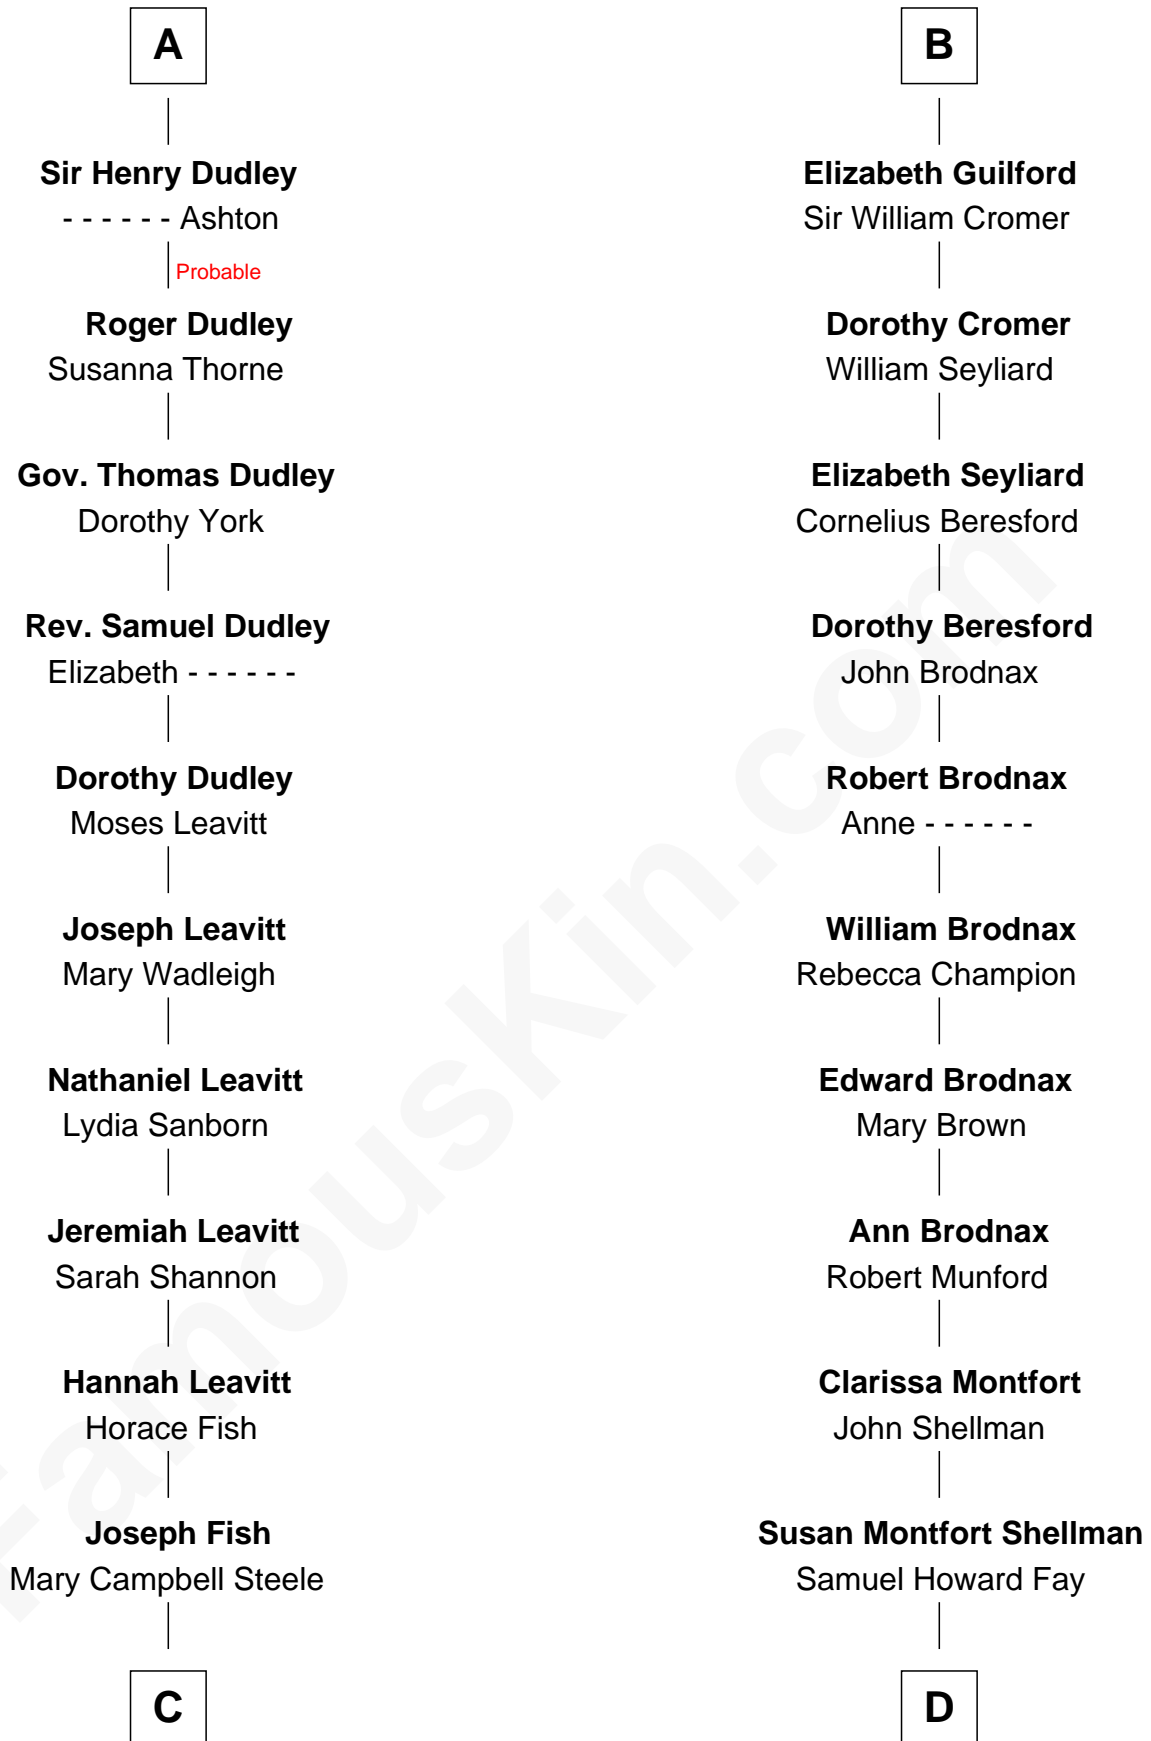 A
Sir Henry Dudley
- - - - - - Ashton
Probable
Roger Dudley
Susanna Thorne
Gov. Thomas Dudley
Dorothy York
Rev. Samuel Dudley
Elizabeth - - - - - -
Dorothy Dudley
Moses Leavitt
Joseph Leavitt
Mary Wadleigh
Nathaniel Leavitt
Lydia Sanborn
Jeremiah Leavitt
Sarah Shannon
Hannah Leavitt
Horace Fish
Joseph Fish
Mary Campbell Steele
C
B
Elizabeth Guilford
Sir William Cromer
Dorothy Cromer
William Seyliard
Elizabeth Seyliard
Cornelius Beresford
Dorothy Beresford
John Brodnax
Robert Brodnax
Anne - - - - - -
William Brodnax
Rebecca Champion
Edward Brodnax
Mary Brown
Ann Brodnax
Robert Munford
Clarissa Montfort
John Shellman
Susan Montfort Shellman
Samuel Howard Fay
D
FamousKin.com